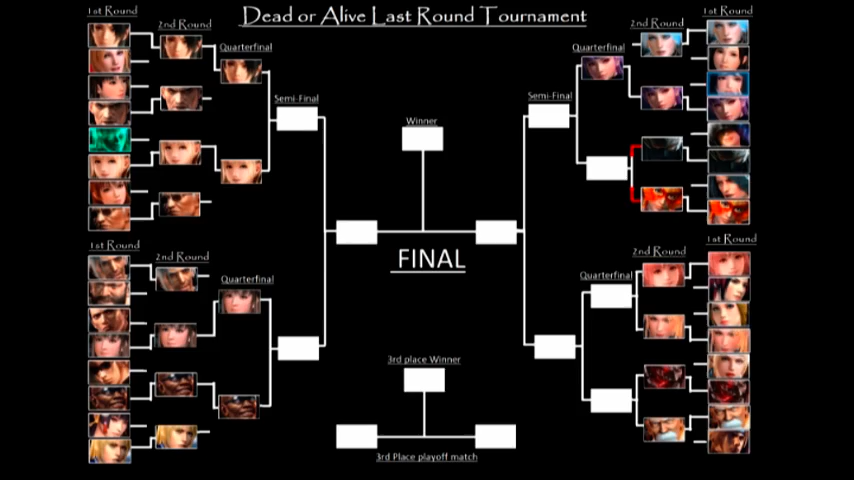 Dead or Alive Last Round Tournament
1st Round
2nd Round
Quarterfinal
Semi-Final
Winner
Semi-Final
Quarterfinal
2nd Round
1st Round
FINAL
1st Round
2nd Round
Quarterfinal
Quarterfinal
2nd Round
1st Round
3rd place Winner
3rd Place playoff match